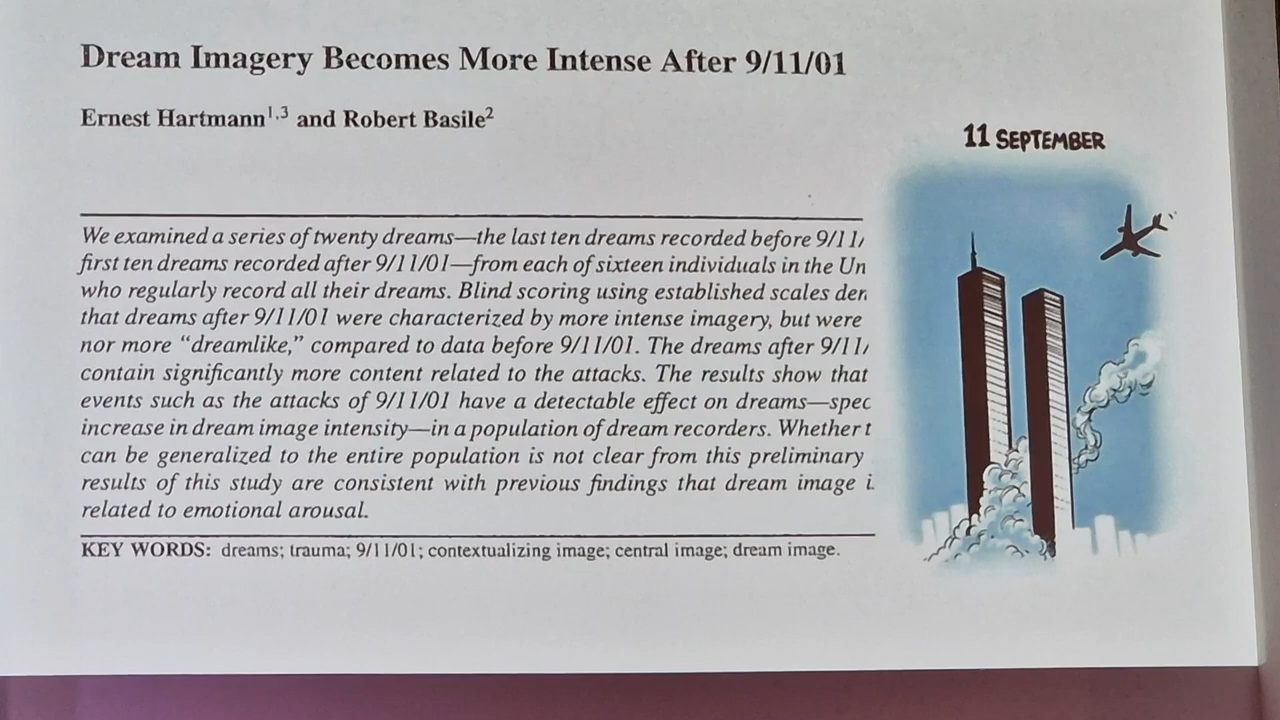 Dream Imagery Becomes More Intense After 9/11/01
Ernest Hartmann1,3 and Robert Basile2
11 SEPTEMBER
We examined a series of twenty dreams—the last ten dreams recorded before 9/11/
first ten dreams recorded after 9/11/01—from each of sixteen individuals in the Un
who regularly record all their dreams. Blind scoring using established scales den
that dreams after 9/11/01 were characterized by more intense imagery, but were
nor more “dreamlike,” compared to data before 9/11/01. The dreams after 9/11/
contain significantly more content related to the attacks. The results show that
events such as the attacks of 9/11/01 have a detectable effect on dreams—spec
increase in dream image intensity—in a population of dream recorders. Whether t
can be generalized to the entire population is not clear from this preliminary
results of this study are consistent with previous findings that dream image i
related to emotional arousal.
KEY WORDS: dreams; trauma; 9/11/01; contextualizing image; central image; dream image.